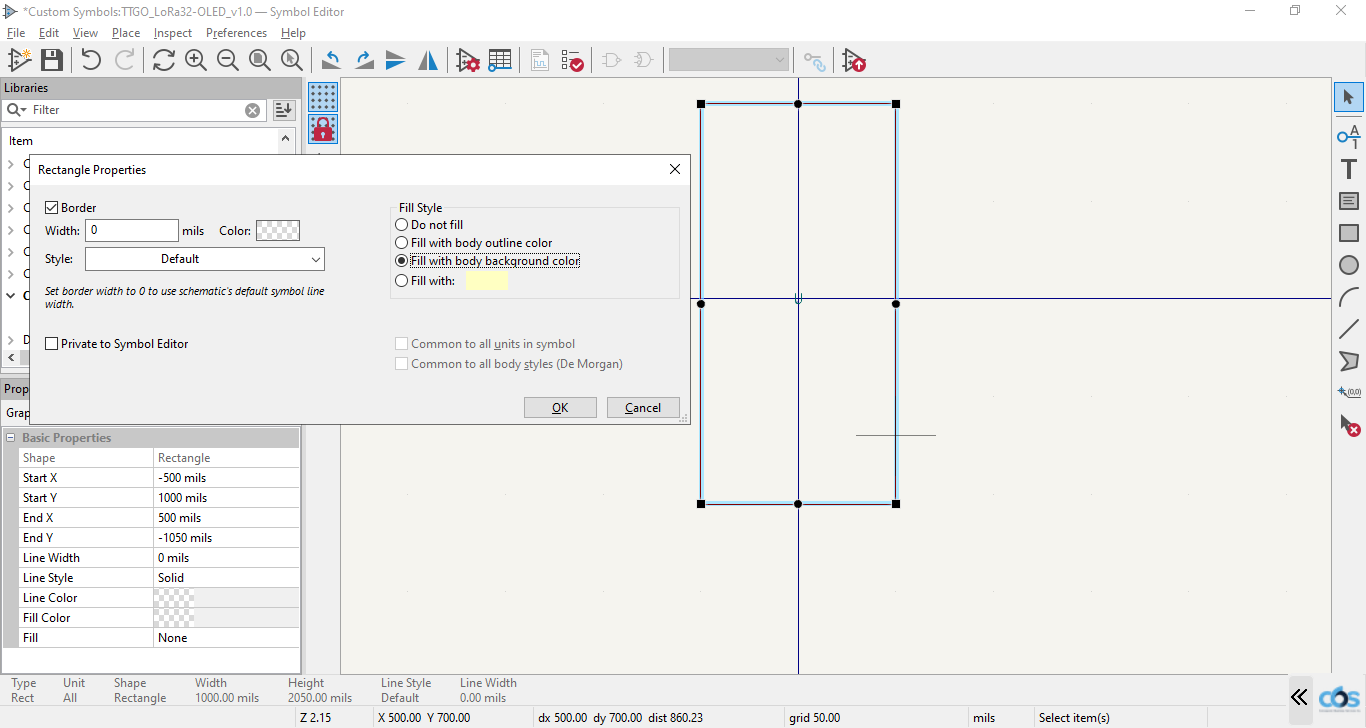 *Custom Symbols:TTGO_LoRa32-OLED_v1.0 — Symbol Editor
File Edit View Place Inspect Preferences Help
Libraries
Filter
Item
Rectangle Properties
Border
Width: 0 mils Color:
Style: Default
Set border width to 0 to use schematic's default symbol line
width.
Private to Symbol Editor
Fill Style
Do not fill
Fill with body outline color
Fill with body background color
Fill with:
Common to all units in symbol
Common to all body styles (De Morgan)
OK Cancel
U
A
1
T
(0,0)
Basic Properties
Shape Rectangle
Start X -500 mils
Start Y 1000 mils
End X 500 mils
End Y -1050 mils
Line Width 0 mils
Line Style Solid
Line Color
Fill Color
Fill None
Type Unit Shape Width Height Line Style Line Width
Rect All Rectangle 1000.00 mils 2050.00 mils Default 0.00 mils
Z 2.15 X 500.00 Y 700.00 dx 500.00 dy 700.00 dist 860.23 grid 50.00 mils Select item(s)